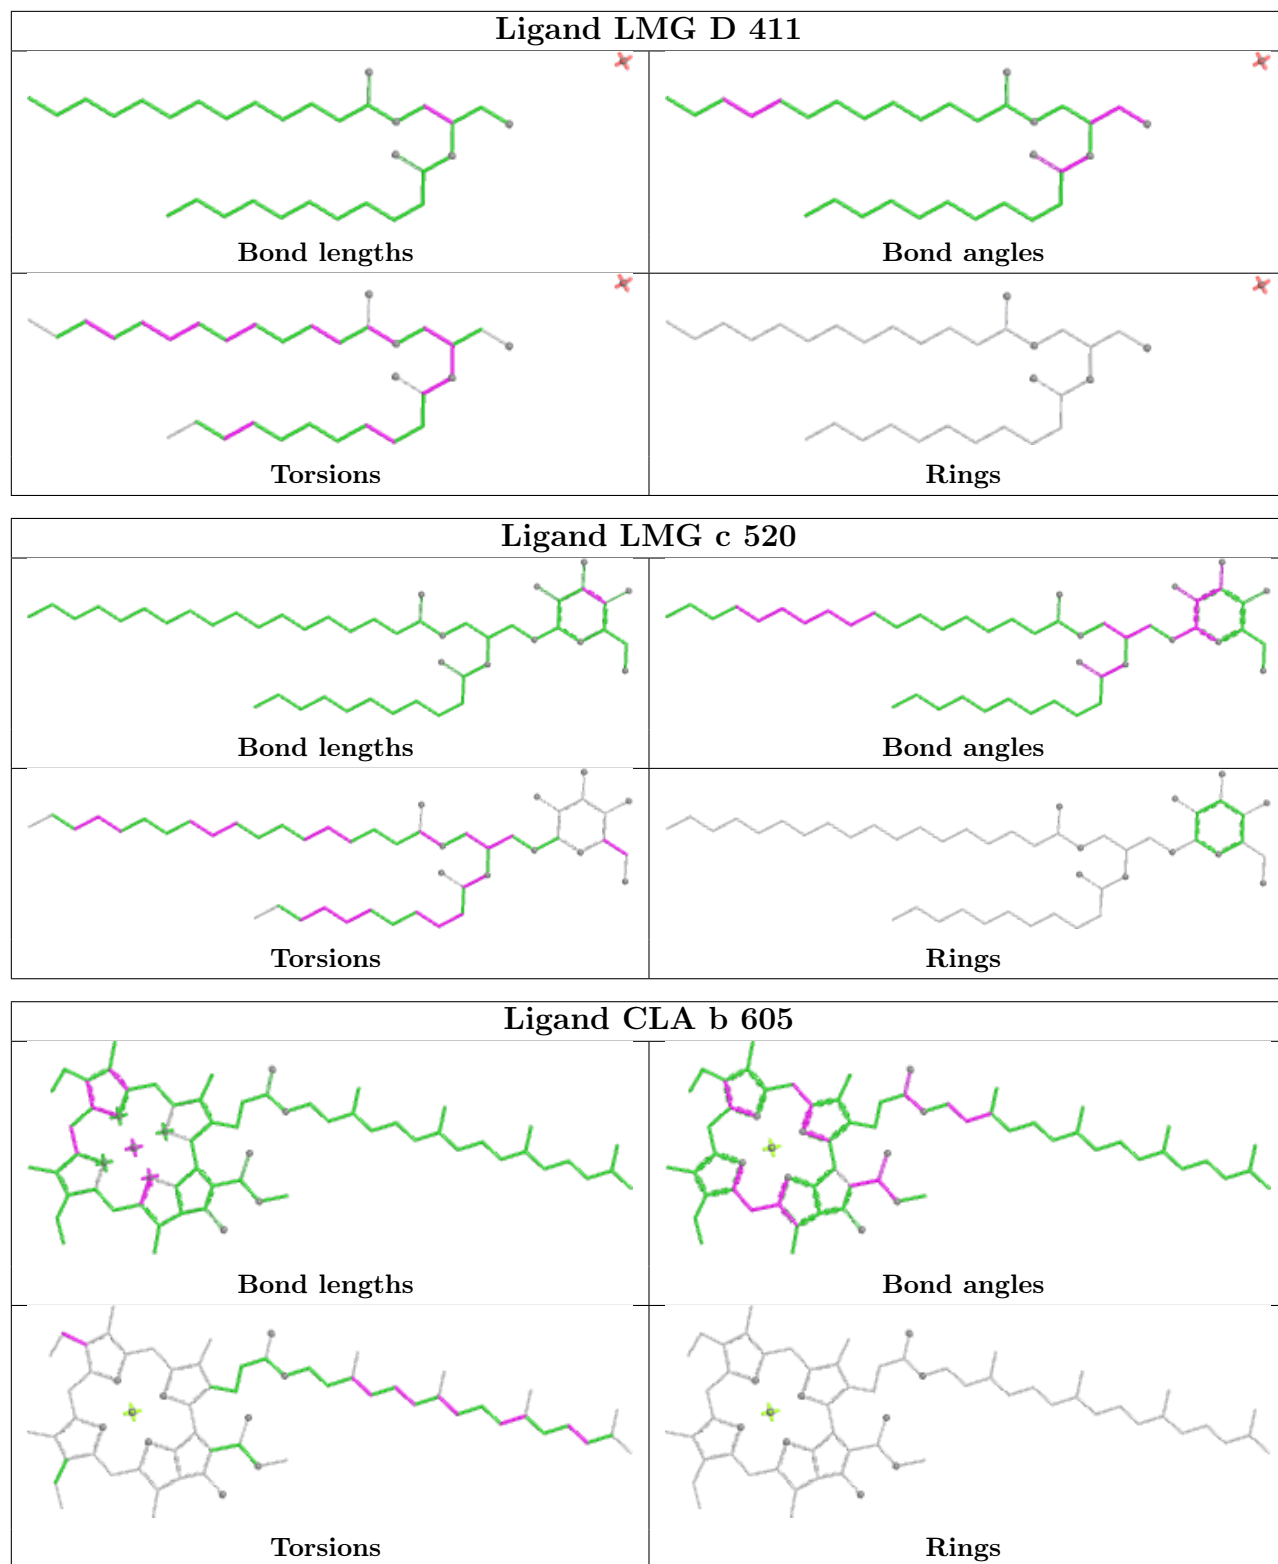 Ligand LMG D 411
Bond lengths
Bond angles
Torsions
Rings
Ligand LMG c 520
Bond lengths
Bond angles
Torsions
Rings
Ligand CLA b 605
Bond lengths
Bond angles
Torsions
Rings